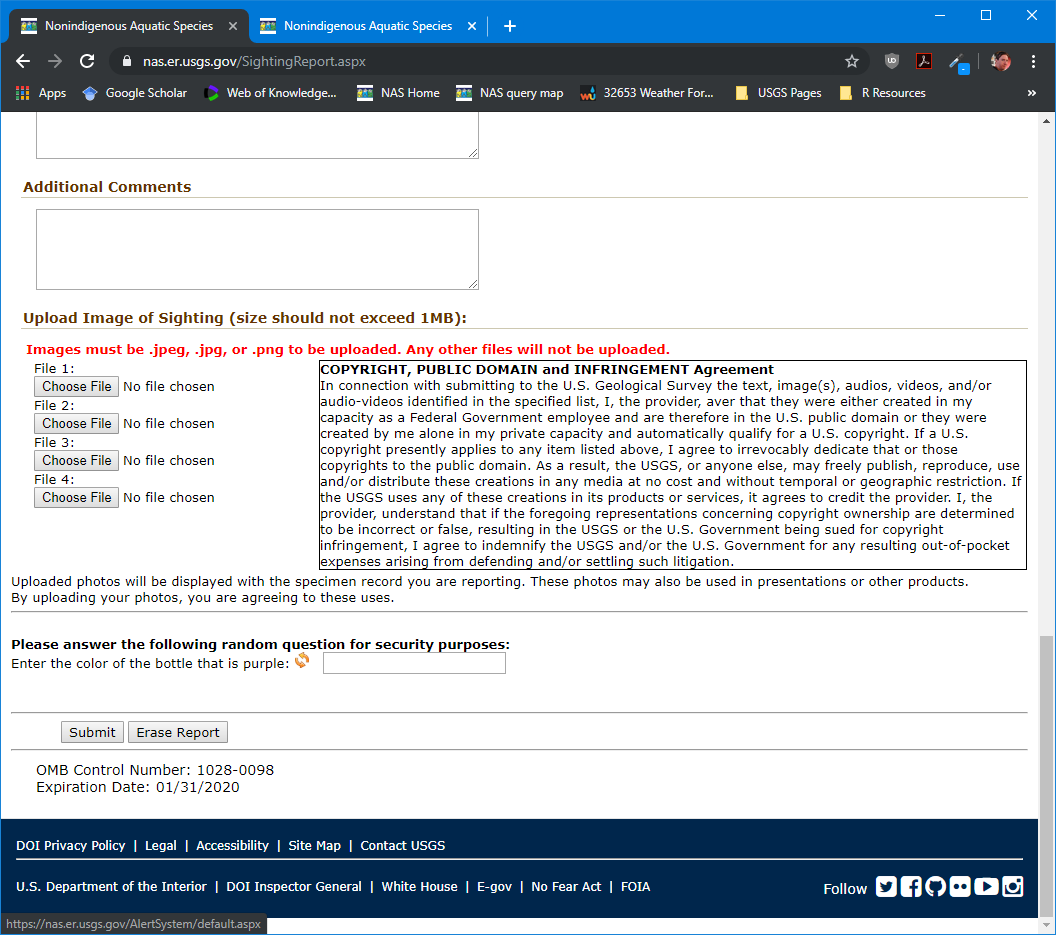 Nonindigenous Aquatic Species
Nonindigenous Aquatic Species
nas.er.usgs.gov/SightingReport.aspx
Apps
Google Scholar
Web of Knowledge...
NAS Home
NAS query map
32653 Weather For...
USGS Pages
R Resources
»
Additional Comments
Upload Image of Sighting (size should not exceed 1MB):
Images must be .jpeg, .jpg, or .png to be uploaded. Any other files will not be uploaded.
File 1:
Choose File No file chosen
File 2:
Choose File No file chosen
File 3:
Choose File No file chosen
File 4:
Choose File No file chosen
COPYRIGHT, PUBLIC DOMAIN and INFRINGEMENT Agreement
In connection with submitting to the U.S. Geological Survey the text, image(s), audios, videos, and/or
audio-videos identified in the specified list, I, the provider, aver that they were either created in my
capacity as a Federal Government employee and are therefore in the U.S. public domain or they were
created by me alone in my private capacity and automatically qualify for a U.S. copyright. If a U.S.
copyright presently applies to any item listed above, I agree to irrevocably dedicate that or those
copyrights to the public domain. As a result, the USGS, or anyone else, may freely publish, reproduce, use
and/or distribute these creations in any media at no cost and without temporal or geographic restriction. If
the USGS uses any of these creations in its products or services, it agrees to credit the provider. I, the
provider, understand that if the foregoing representations concerning copyright ownership are determined
to be incorrect or false, resulting in the USGS or the U.S. Government being sued for copyright
infringement, I agree to indemnify the USGS and/or the U.S. Government for any resulting out-of-pocket
expenses arising from defending and/or settling such litigation.
Uploaded photos will be displayed with the specimen record you are reporting. These photos may also be used in presentations or other products.
By uploading your photos, you are agreeing to these uses.
Please answer the following random question for security purposes:
Enter the color of the bottle that is purple:
Submit Erase Report
OMB Control Number: 1028-0098
Expiration Date: 01/31/2020
DOI Privacy Policy | Legal | Accessibility | Site Map | Contact USGS
U.S. Department of the Interior | DOI Inspector General | White House | E-gov | No Fear Act | FOIA
Follow
https://nas.er.usgs.gov/AlertSystem/default.aspx